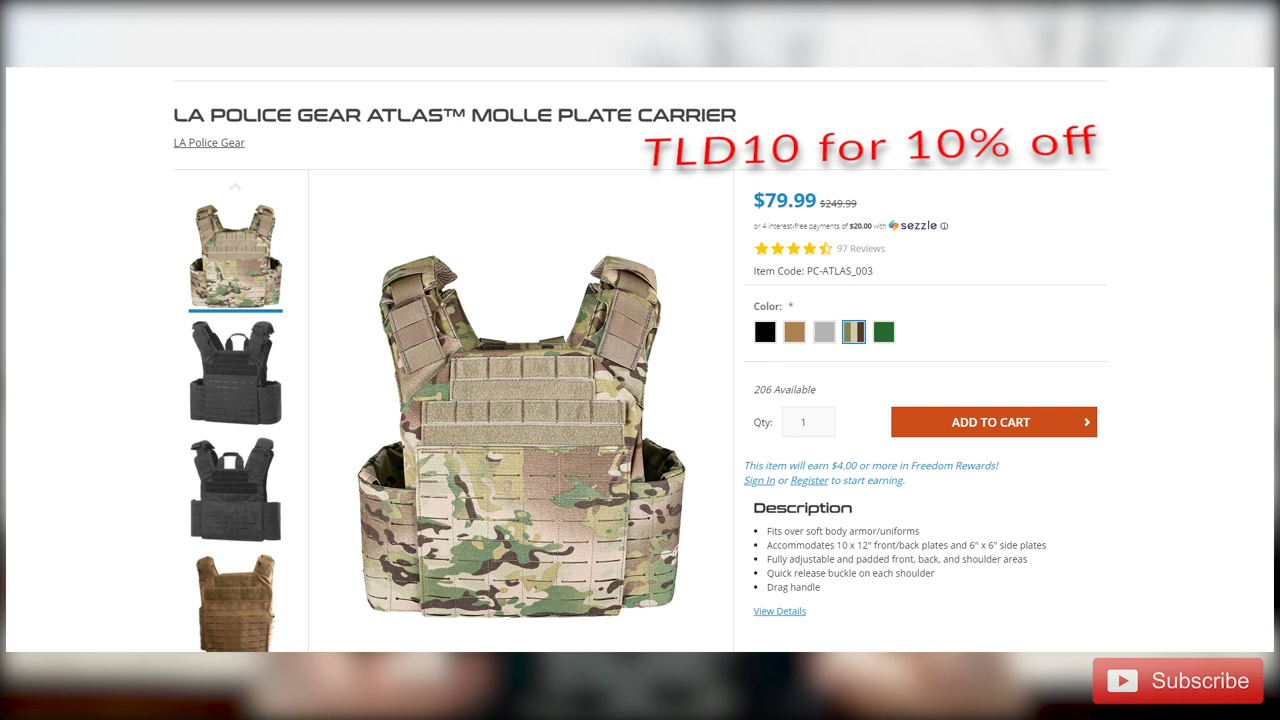 LA POLICE GEAR ATLAS™ MOLLE PLATE CARRIER
LA Police Gear
TLD10 for 10% off
$79.99 $249.99
or 4 interest-free payments of $20.00 with sezzle ⓘ
97 Reviews
Item Code: PC-ATLAS_003
Color: *
206 Available
Qty: 1 ADD TO CART
This item will earn $4.00 or more in Freedom Rewards!
Sign In or Register to start earning.
Description
• Fits over soft body armor/uniforms
• Accommodates 10 x 12" front/back plates and 6" x 6" side plates
• Fully adjustable and padded front, back, and shoulder areas
• Quick release buckle on each shoulder
• Drag handle
View Details
Subscribe